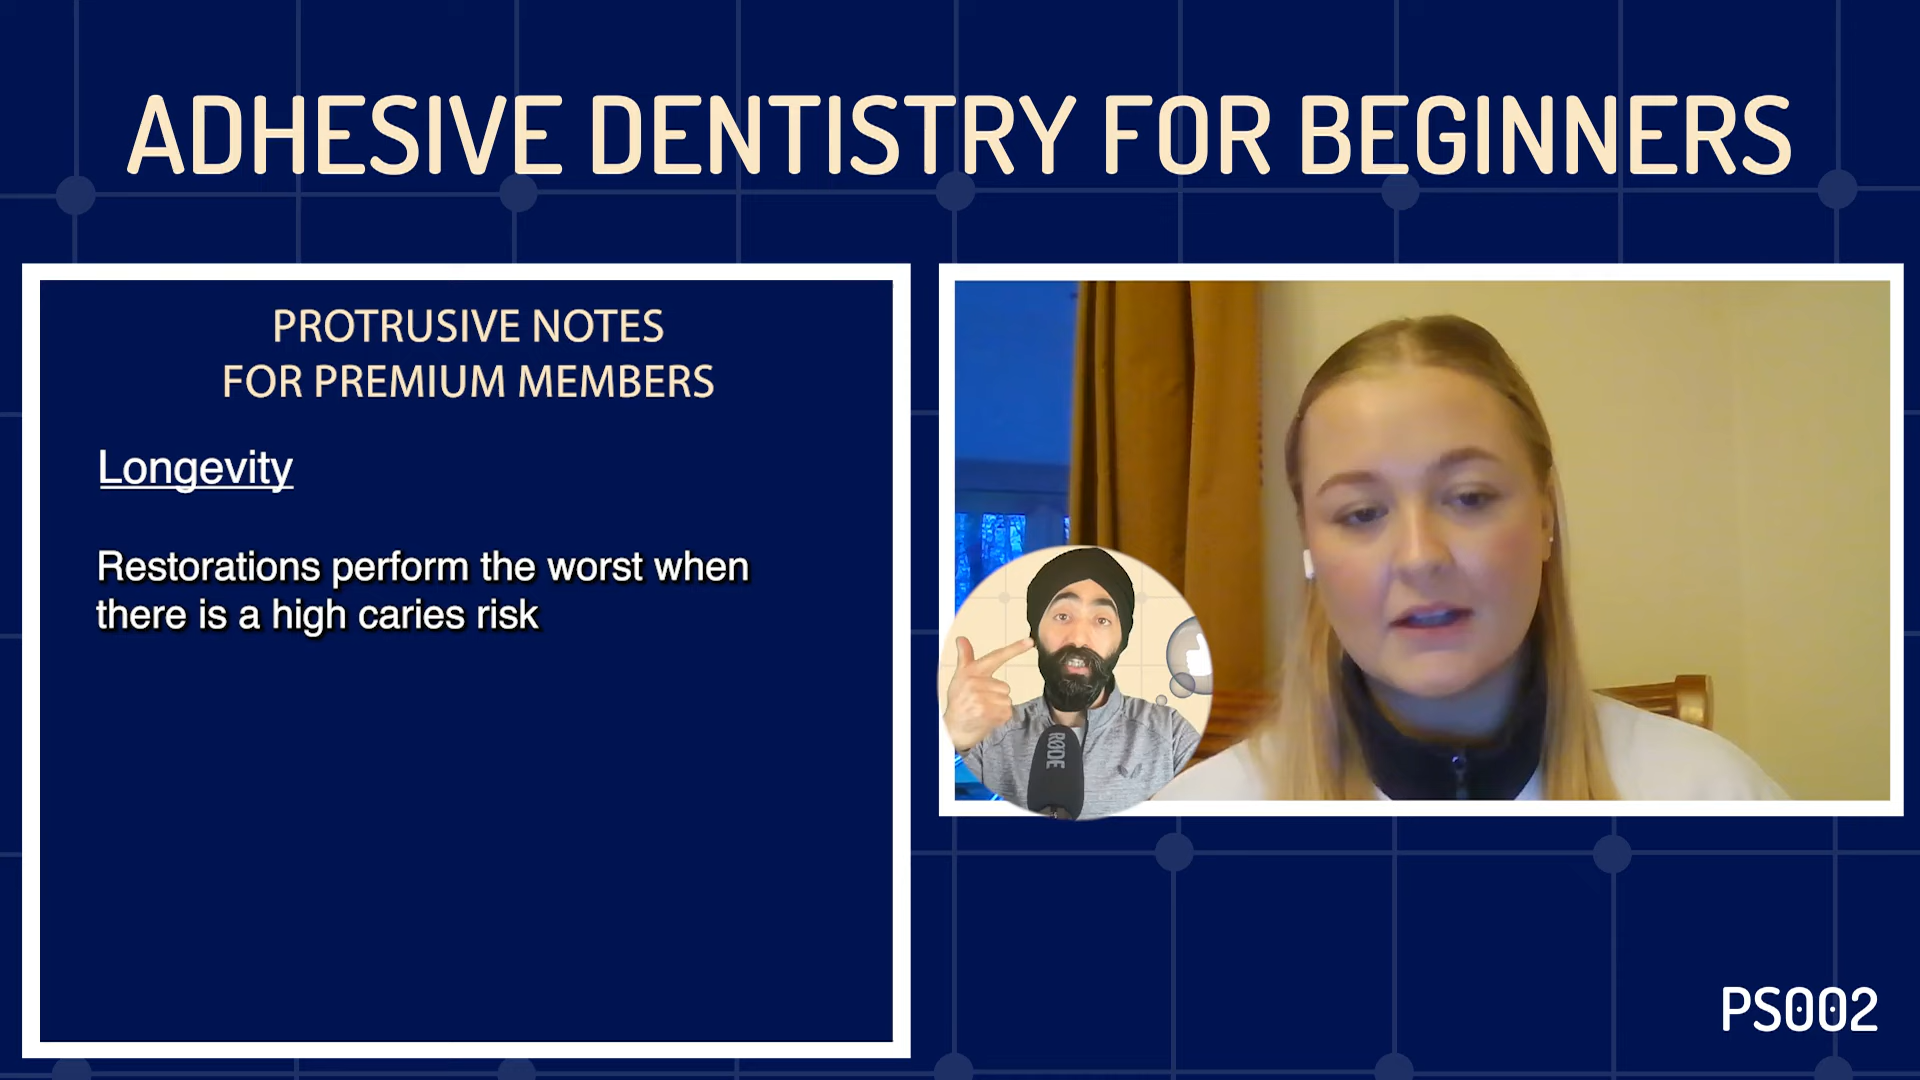 ADHESIVE DENTISTRY FOR BEGINNERS
PROTRUSIVE NOTES
FOR PREMIUM MEMBERS
Longevity
Restorations perform the worst when
there is a high caries risk
RØDE
PS002